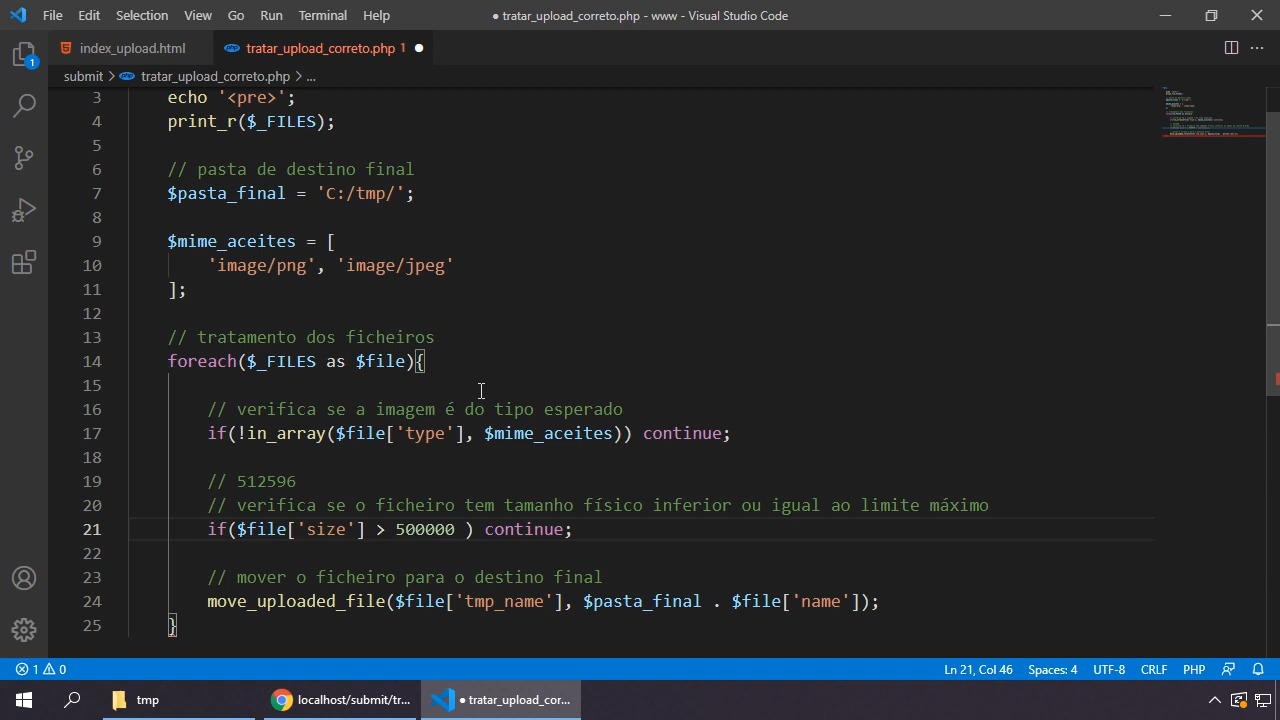 File Edit Selection View Go Run Terminal Help ● tratar_upload_correto.php - www - Visual Studio Code
index_upload.html tratar_upload_correto.php 1 ●
submit > tratar_upload_correto.php > ...
3 echo '<pre>';
4 print_r($_FILES);
5
6 // pasta de destino final
7 $pasta_final = 'C:/tmp/';
8
9 $mime_aceites = [
10 'image/png', 'image/jpeg'
11 ];
12
13 // tratamento dos ficheiros
14 foreach($_FILES as $file){
15
16 // verifica se a imagem é do tipo esperado
17 if(!in_array($file['type'], $mime_aceites)) continue;
18
19 // 512596
20 // verifica se o ficheiro tem tamanho físico inferior ou igual ao limite máximo
21 if($file['size'] > 500000 ) continue;
22
23 // mover o ficheiro para o destino final
24 move_uploaded_file($file['tmp_name'], $pasta_final . $file['name']);
25 }
1
1 0 Ln 21, Col 46 Spaces: 4 UTF-8 CRLF PHP
tmp localhost/submit/tr... ● tratar_upload_cor...